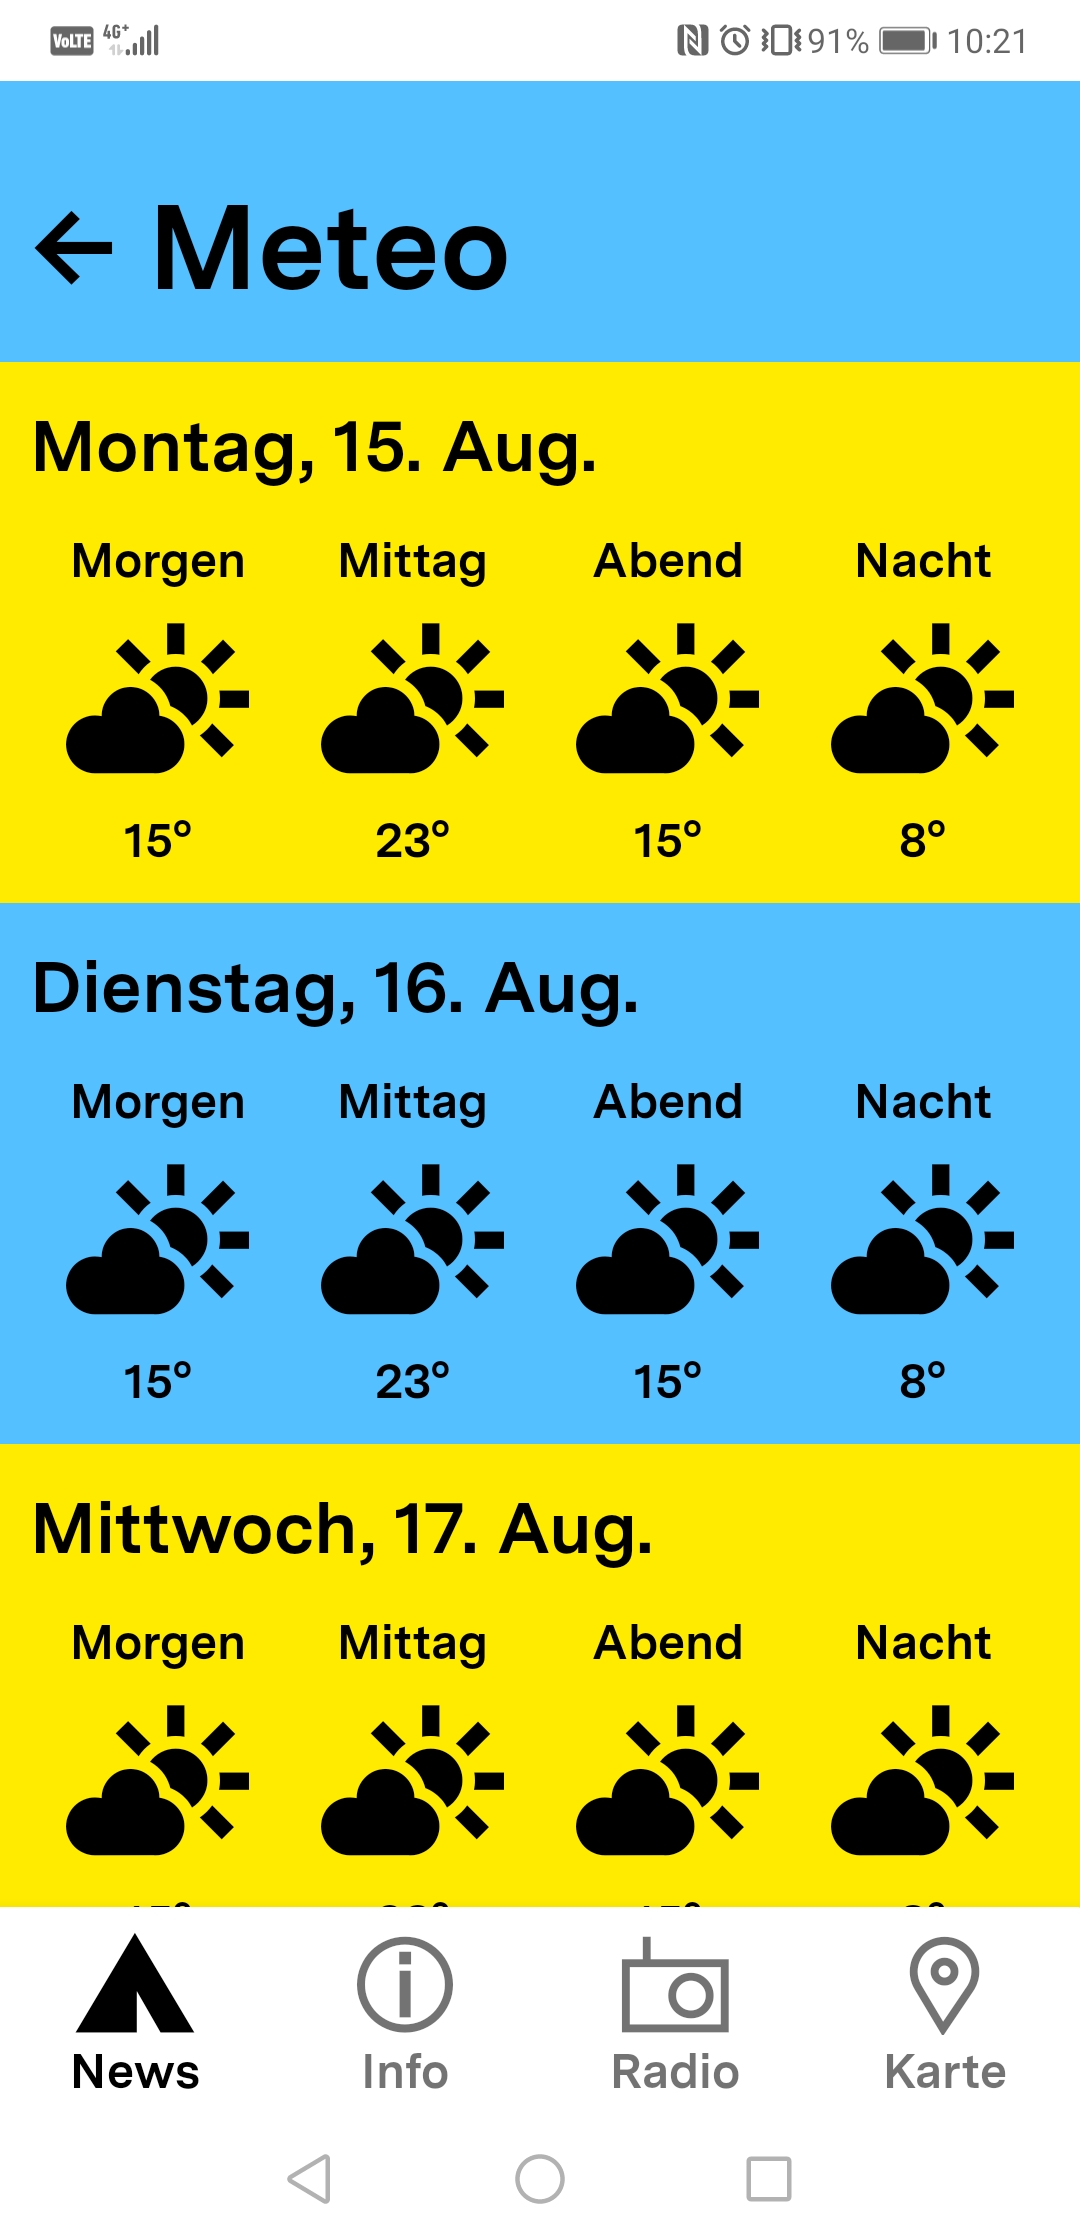 VoLTE 4G+ 91% 10:21
← Meteo
Montag, 15. Aug.
Morgen Mittag Abend Nacht
15° 23° 15° 8°
Dienstag, 16. Aug.
Morgen Mittag Abend Nacht
15° 23° 15° 8°
Mittwoch, 17. Aug.
Morgen Mittag Abend Nacht
News Info Radio Karte